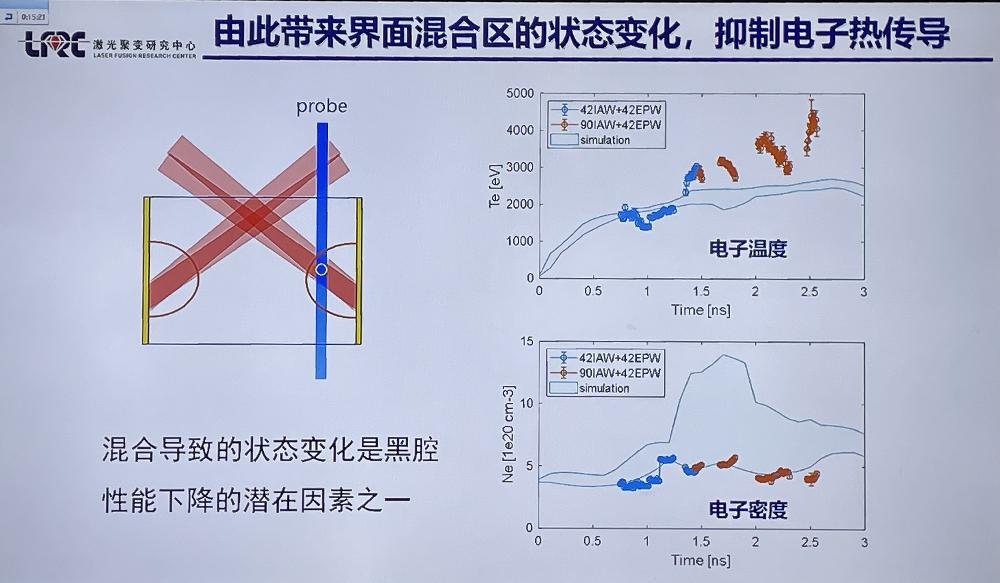 0:15:21
LFRC 激光聚变研究中心
LASER FUSION RESEARCH CENTER
由此带来界面混合区的状态变化，抑制电子热传导
probe
混合导致的状态变化是黑腔
性能下降的潜在因素之一
5000
4000
3000
2000
1000
0
Te [eV]
42IAW+42EPW
90IAW+42EPW
simulation
电子温度
0 0.5 1 1.5 2 2.5 3
Time [ns]
15
10
5
0
Ne [1e20 cm-3]
42IAW+42EPW
90IAW+42EPW
simulation
电子密度
0 0.5 1 1.5 2 2.5 3
Time [ns]